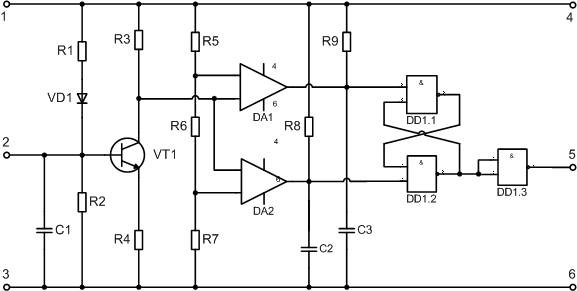 1
4
R1
R3
R5
R9
4
&
VD1
6
DA1
DD1.1
R6
R8
2
VT1
4
&
&
5
6
DD1.2
DD1.3
R2
DA2
C1
R4
R7
C2
C3
3
6